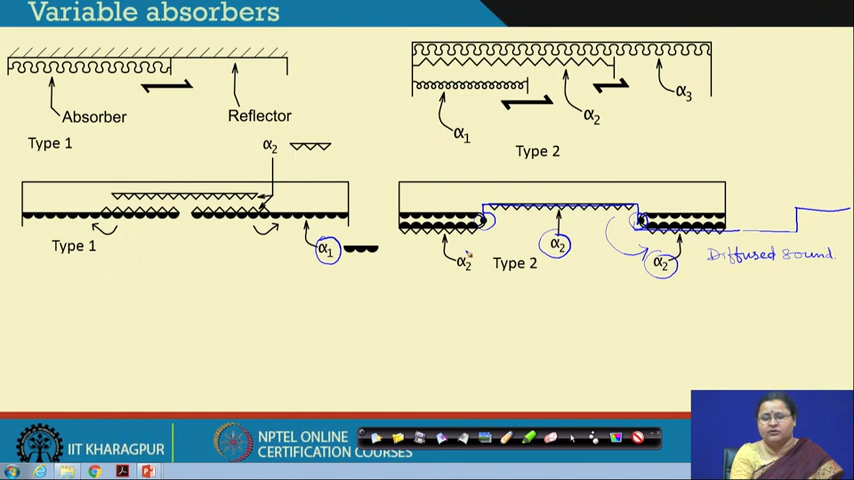 Variable absorbers
Absorber
Reflector
Type 1
α1
α2
α3
Type 2
α2
Type 1
α1
α2
Type 2
α2
α2
Diffused sound.
IIT KHARAGPUR
NPTEL ONLINE
CERTIFICATION COURSES